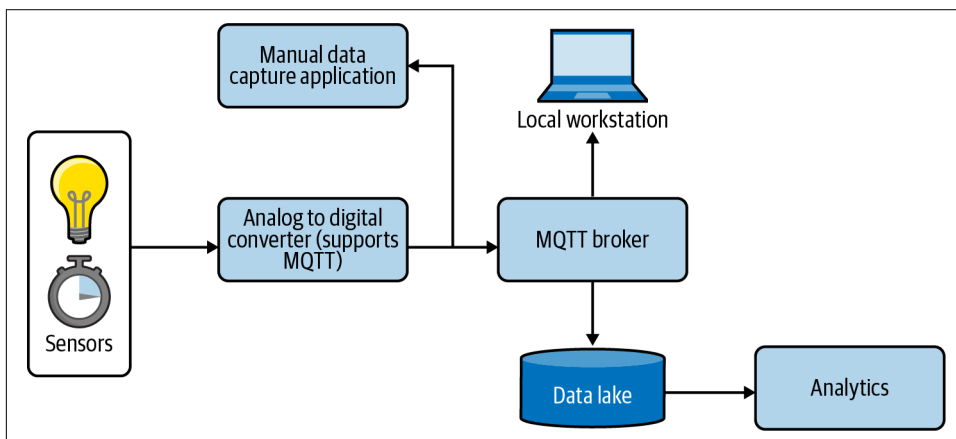 Manual data
capture application
Local workstation
Sensors
Analog to digital
converter (supports
MQTT)
MQTT broker
Data lake
Analytics